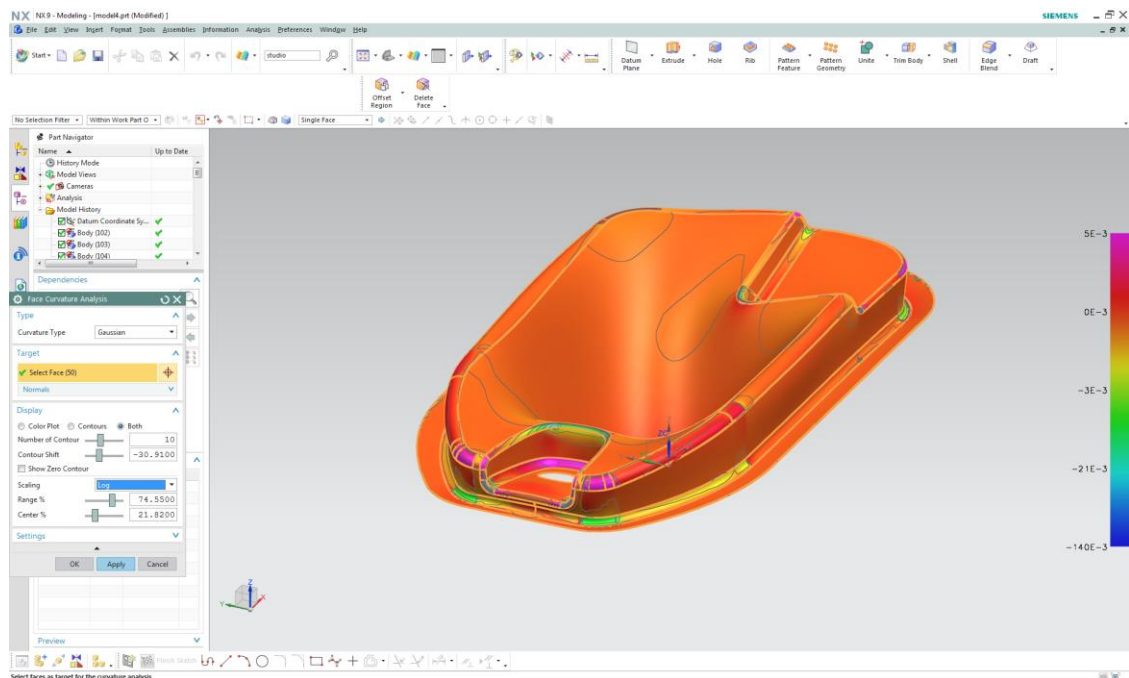 NX NX 9 - Modeling - [model4.prt (Modified) ]
SIEMENS
File Edit View Insert Format Tools Assemblies Information Analysis Preferences Window Help
Start
studio
Datum Plane
Extrude
Hole
Rib
Pattern Feature
Pattern Geometry
Unite
Trim Body
Shell
Edge Blend
Draft
Offset Region
Delete Face
No Selection Filter
Within Work Part O
Single Face
Part Navigator
Name Up to Date
History Mode
Model Views
Cameras
Analysis
Model History
Datum Coordinate Sy...
Body (102)
Body (103)
Body (104)
Dependencies
Face Curvature Analysis
Type
Curvature Type Gaussian
Target
Select Face (50)
Normals
Display
Color Plot Contours Both
Number of Contour 10
Contour Shift -30.9100
Show Zero Contour
Scaling Log
Range % 74.5500
Center % 21.8200
Settings
OK Apply Cancel
Preview
5E-3
0E-3
-3E-3
-21E-3
-140E-3
ZC
Z
Y
X
Finish Sketch
Select faces as target for the curvature analysis